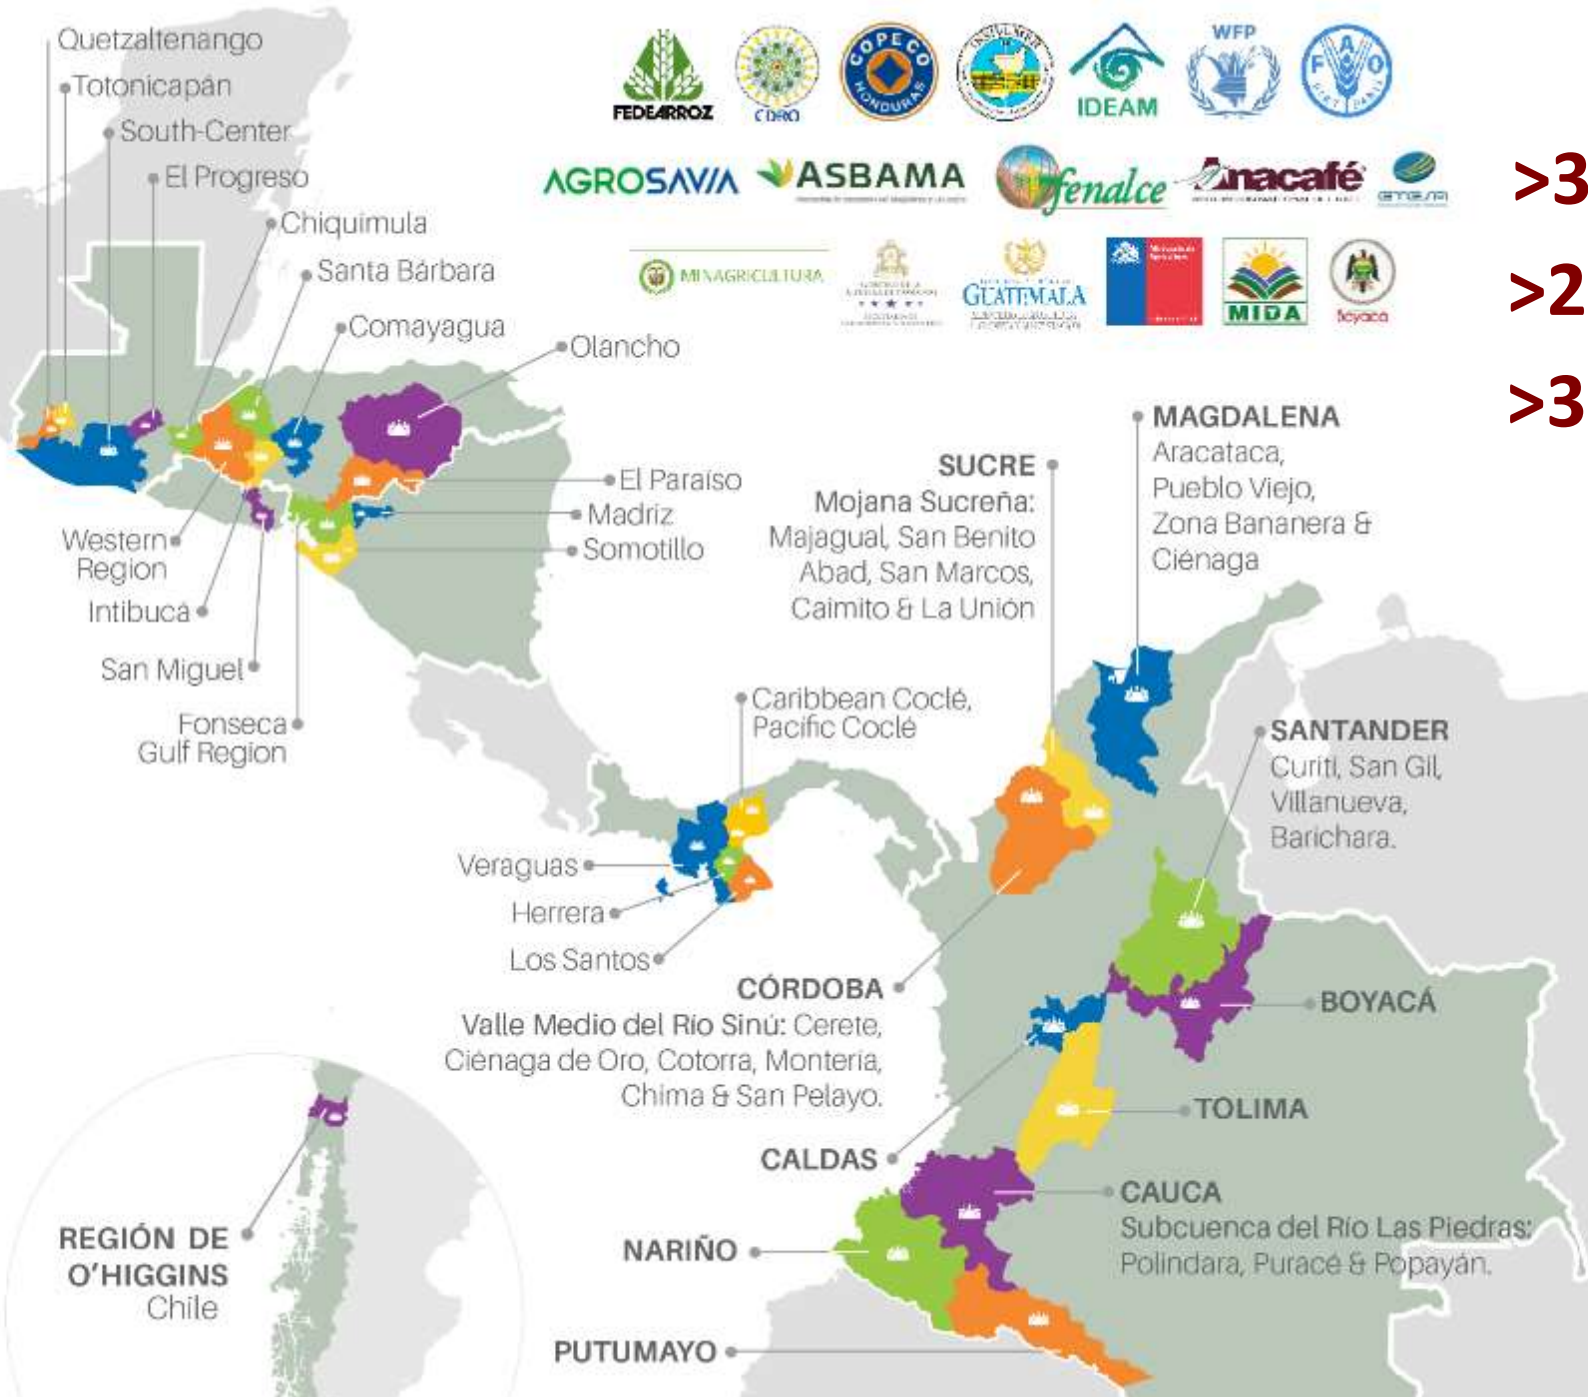 Quetzaltenango
Totonicapán
South-Center
El Progreso
Chiquimula
Santa Bárbara
Comayagua
Olancho
El Paraíso
Madriz
Somotillo
Western
Region
Intibucá
San Miguel
Fonseca
Gulf Region
FEDEARROZ
CDRO
COPECO
HONDURAS
IDEAM
WFP
FAO
FIAT PANIS
AGROSAVIA
ASBAMA
fenalce
Anacafé
ETESA
>3
MINAGRICULTURA
GUATEMALA
MIDA
Boyacá
>2
>3
MAGDALENA
Aracataca,
Pueblo Viejo,
Zona Bananera &
Ciénaga
SUCRE
Mojana Sucreña:
Majagual, San Benito
Abad, San Marcos,
Caimito & La Unión
Caribbean Coclé,
Pacific Coclé
Veraguas
Herrera
Los Santos
SANTANDER
Curití, San Gil,
Villanueva,
Barichara.
CÓRDOBA
Valle Medio del Río Sinú: Cerete,
Ciénaga de Oro, Cotorra, Montería,
Chima & San Pelayo.
BOYACÁ
TOLIMA
CALDAS
CAUCA
Subcuenca del Río Las Piedras:
Polindara, Puracé & Popayán.
NARIÑO
PUTUMAYO
REGIÓN DE
O'HIGGINS
Chile